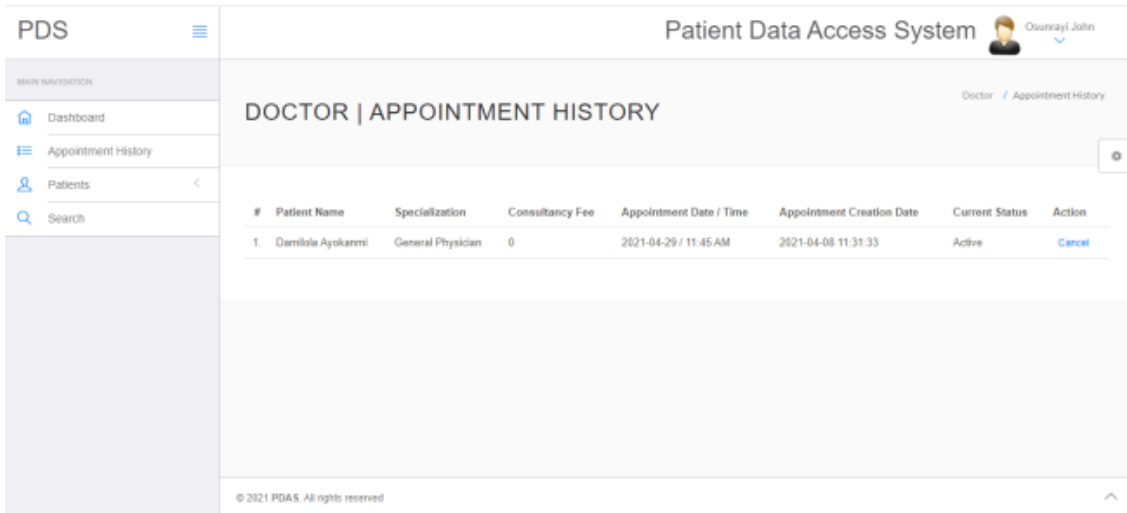 PDS
Patient Data Access System
Osunrayi John
MAIN NAVIGATION
Dashboard
Appointment History
Patients
Search
DOCTOR | APPOINTMENT HISTORY
Doctor / Appointment History
# Patient Name Specialization Consultancy Fee Appointment Date / Time Appointment Creation Date Current Status Action
1. Damilola Ayokanmi General Physician 0 2021-04-29 / 11:45 AM 2021-04-08 11:31:33 Active Cancel
© 2021 PDAS. All rights reserved